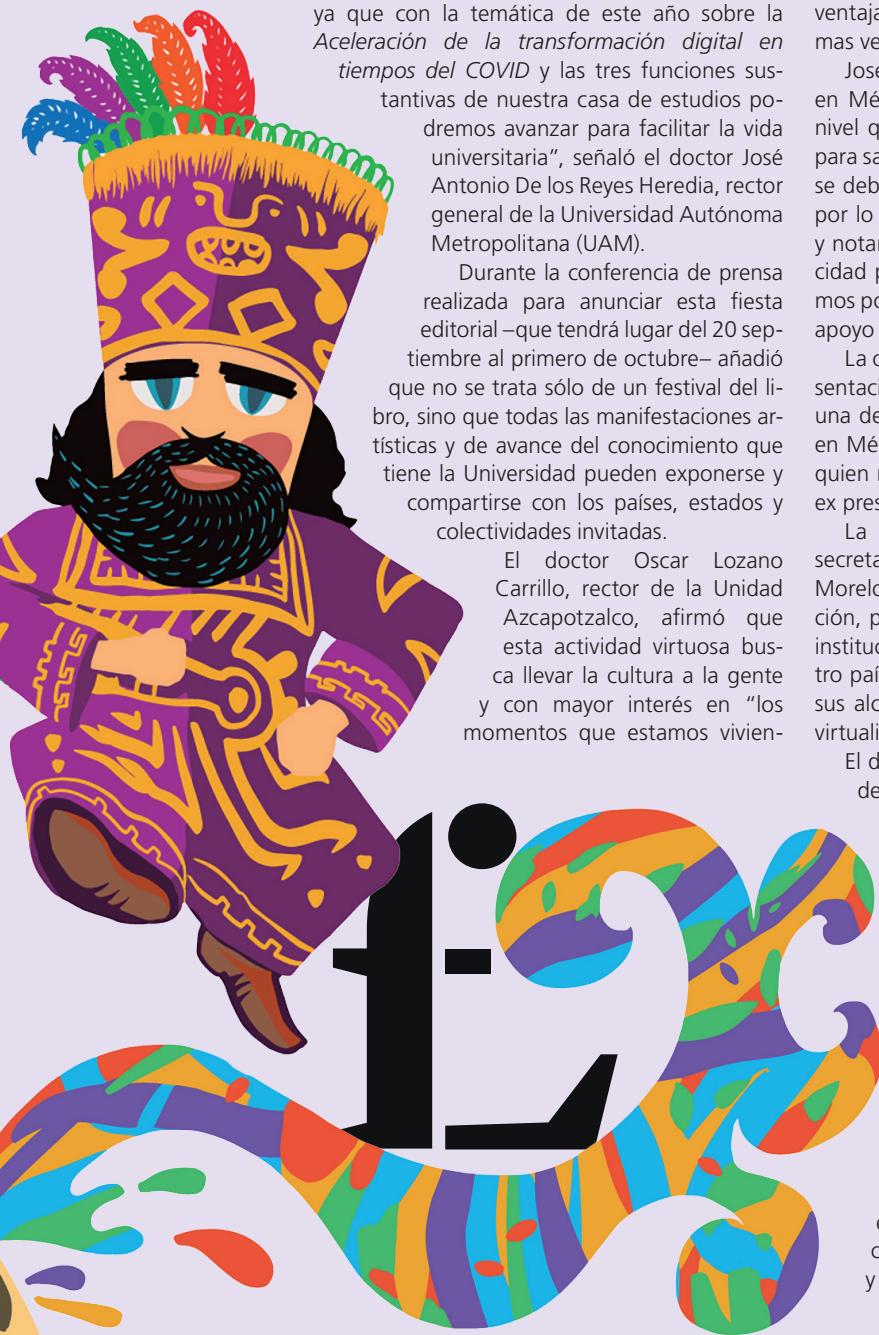 ya que con la temática de este año sobre la
Aceleración de la transformación digital en
tiempos del COVID y las tres funciones sus-
tantivas de nuestra casa de estudios po-
dremos avanzar para facilitar la vida
universitaria”, señaló el doctor José
Antonio De los Reyes Heredia, rector
general de la Universidad Autónoma
Metropolitana (UAM).
Durante la conferencia de prensa
realizada para anunciar esta fiesta
editorial –que tendrá lugar del 20 sep-
tiembre al primero de octubre– añadió
que no se trata sólo de un festival del li-
bro, sino que todas las manifestaciones ar-
tísticas y de avance del conocimiento que
tiene la Universidad pueden exponerse y
compartirse con los países, estados y
colectividades invitadas.
El doctor Oscar Lozano
Carrillo, rector de la Unidad
Azcapotzalco, afirmó que
esta actividad virtuosa bus-
ca llevar la cultura a la gente
y con mayor interés en “los
momentos que estamos vivien-
ventaja
mas ve
José
en Mé
nivel q
para sa
se deb
por lo
y notar
cidad p
mos po
apoyo
La c
sentaci
una de
en Mé
quien r
ex pres
La
secreta
Morelo
ción, p
instituc
tro paí
sus alc
virtuali
El d
de
y